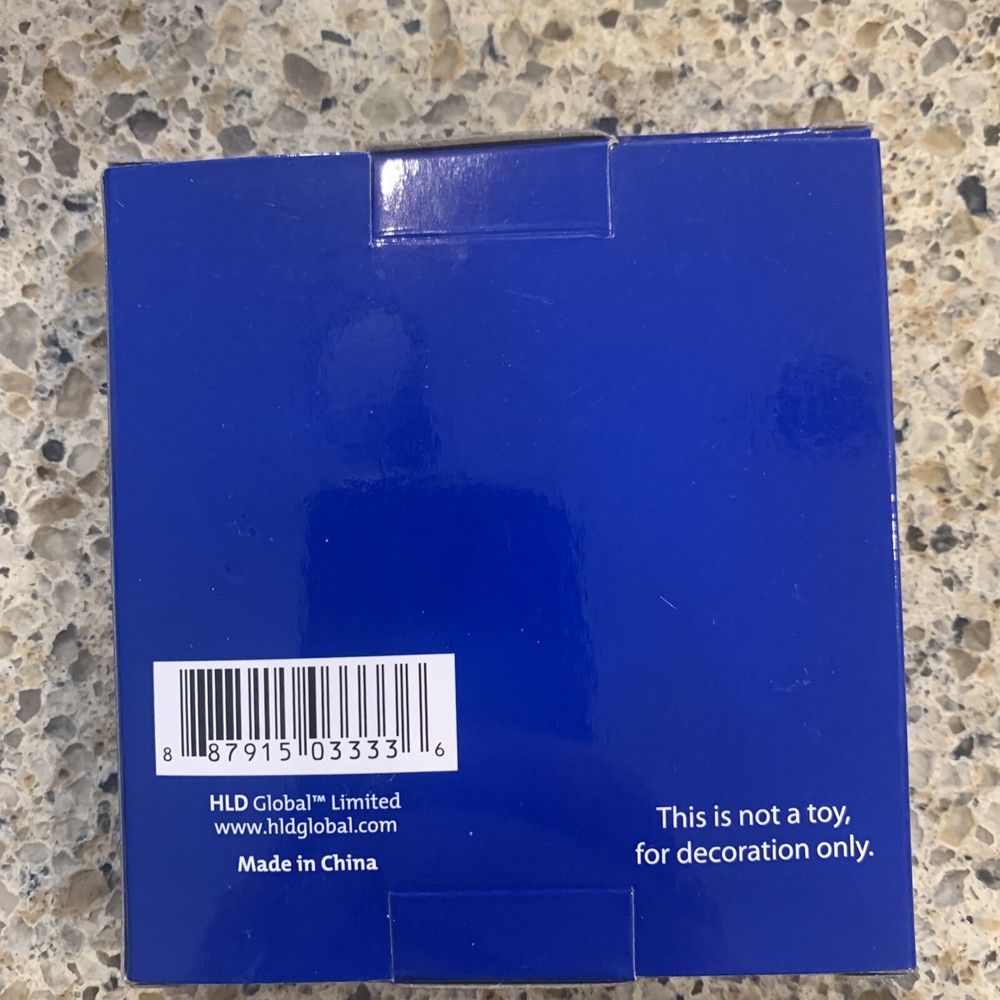 8 87915 03333 6
HLD Global™ Limited
www.hldglobal.com
Made in China
This is not a toy,
for decoration only.